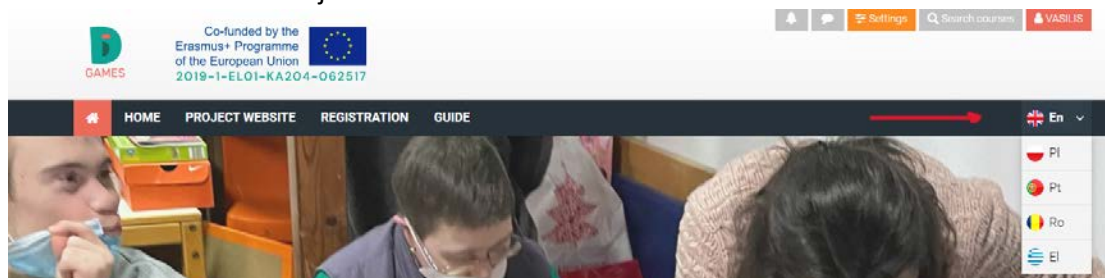 Co-funded by the
Erasmus+ Programme
of the European Union
2019-1-EL01-KA204-062517
GAMES
Settings
Search courses
VASILIS
HOME PROJECT WEBSITE REGISTRATION GUIDE
En
Pl
Pt
Ro
El